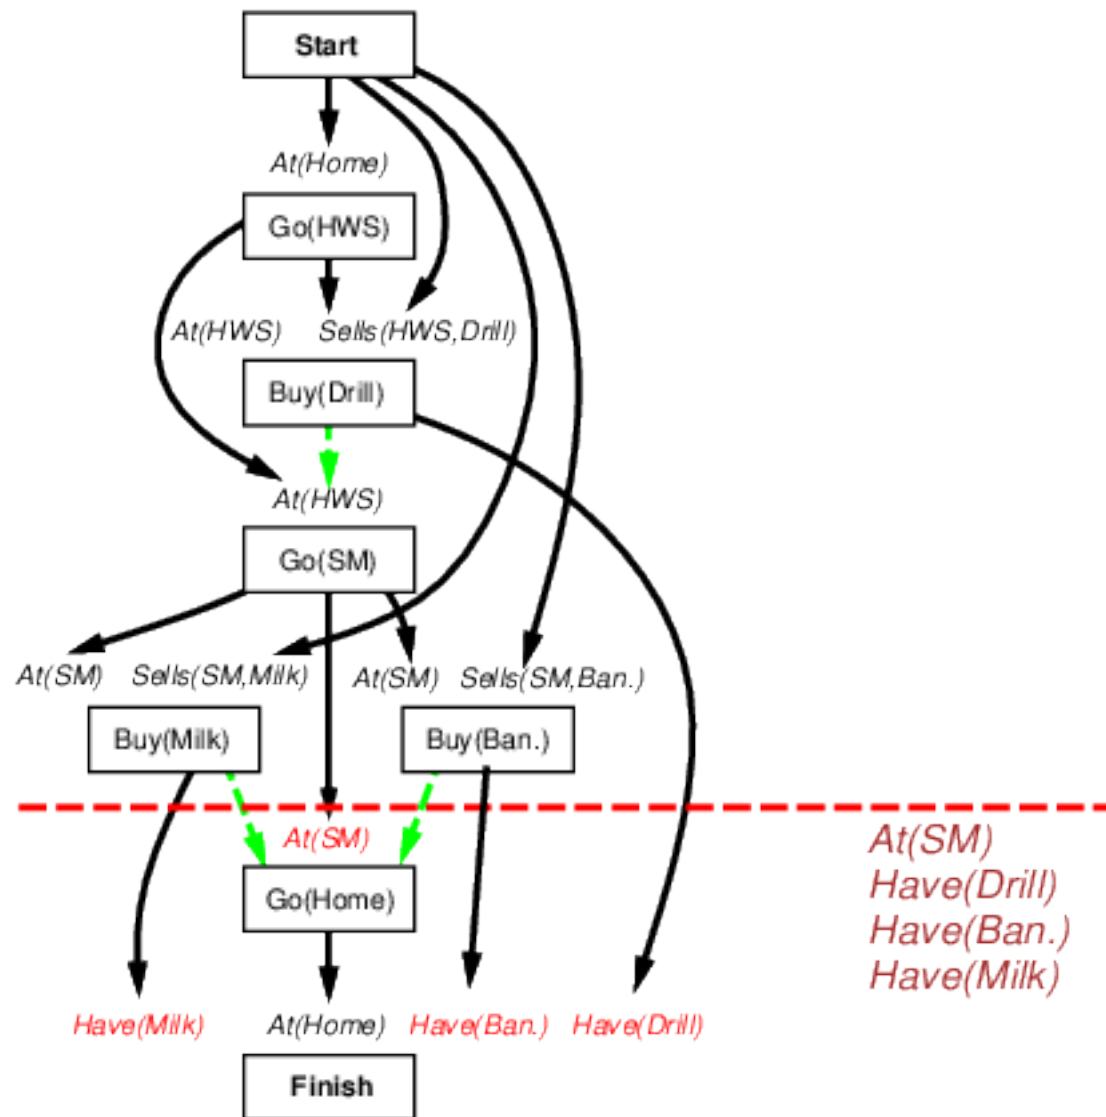 Start
At(Home)
Go(HWS)
At(HWS) Sells(HWS,Drill)
Buy(Drill)
At(HWS)
Go(SM)
At(SM) Sells(SM,Milk) At(SM) Sells(SM,Ban.)
Buy(Milk) Buy(Ban.)
At(SM)
Go(Home)
Have(Milk) At(Home) Have(Ban.) Have(Drill)
Finish
At(SM)
Have(Drill)
Have(Ban.)
Have(Milk)